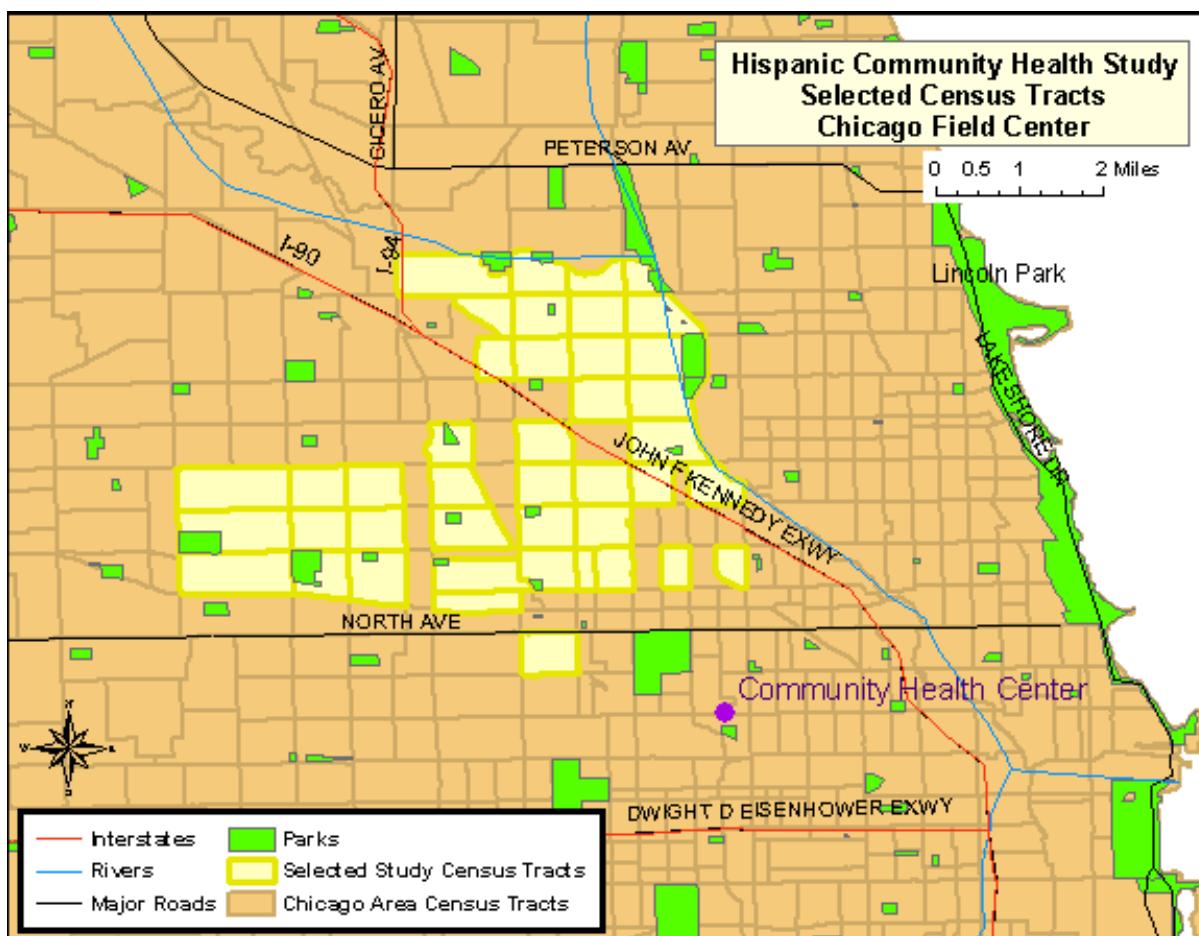 Hispanic Community Health Study
Selected Census Tracts
Chicago Field Center
0 0.5 1 2 Miles
CICERO AV
PETERSON AV
I-90
I-94
Lincoln Park
LAKE SHORE DR
JOHN F KENNEDY EXWY
NORTH AVE
Community Health Center
N
W E
S
DWIGHT D EISENHOWER EXWY
Interstates
Parks
Rivers
Selected Study Census Tracts
Major Roads
Chicago Area Census Tracts